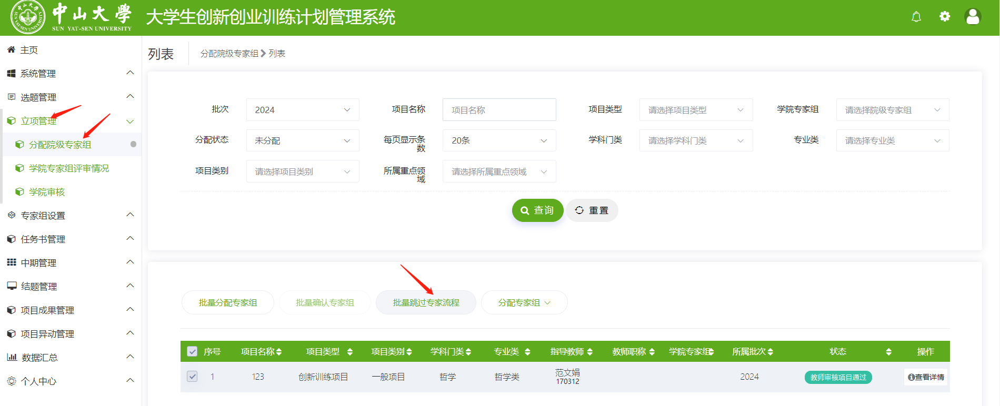 中山大學
SUN YAT-SEN UNIVERSITY
大学生创新创业训练计划管理系统
主页
系统管理
选题管理
立项管理
分配院级专家组
学院专家组评审情况
学院审核
专家组设置
任务书管理
中期管理
结题管理
项目成果管理
项目异动管理
数据汇总
个人中心
列表
分配院级专家组 列表
批次 2024 项目名称 项目名称 项目类型 请选择项目类型 学院专家组 请选择院级专家组
分配状态 未分配 每页显示条数 20条 学科门类 请选择学科门类 专业类 请选择专业类
项目类别 请选择项目类别 所属重点领域 请选择所属重点领域
查询 重置
批量分配专家组 批量确认专家组 批量跳过专家流程 分配专家组
序号 项目名称 项目类型 项目类别 学科门类 专业类 指导教师 教师职称 学院专家组 所属批次 状态 操作
1 123 创新训练项目 一般项目 哲学 哲学类 范文娟 170312 2024 教师审核项目通过 查看详情